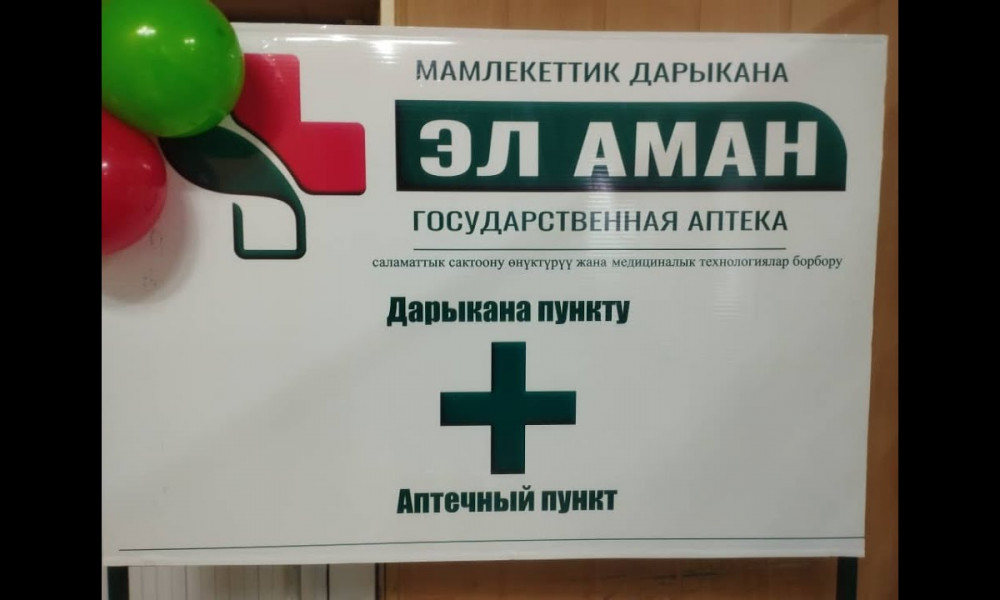 МАМЛЕКЕТТИК ДАРЫКАНА
ЭЛ АМАН
ГОСУДАРСТВЕННАЯ АПТЕКА
саламаттык сактоону өнүктүрүү жана медициналык технологиялар борбору
Дарыкана пункту
Аптечный пункт